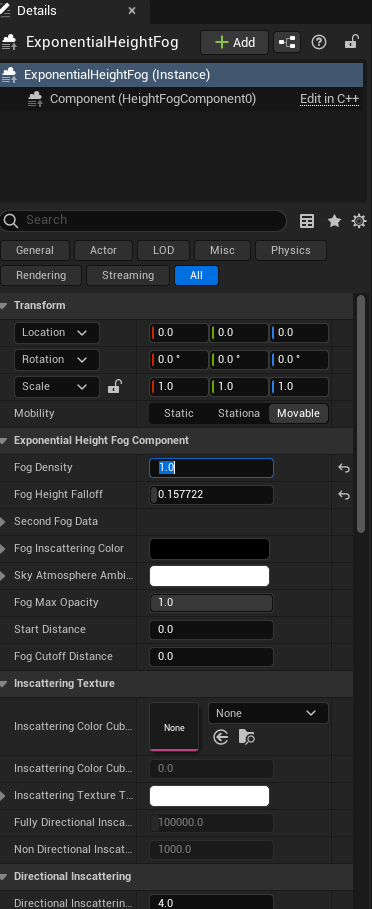 Details ×
ExponentialHeightFog + Add
ExponentialHeightFog (Instance)
Component (HeightFogComponent0) Edit in C++
Search
General Actor LOD Misc Physics
Rendering Streaming All
Transform
Location 0.0 0.0 0.0
Rotation 0.0 ° 0.0 ° 0.0 °
Scale 1.0 1.0 1.0
Mobility Static Stationa Movable
Exponential Height Fog Component
Fog Density 1.0
Fog Height Falloff 0.157722
Second Fog Data
Fog Inscattering Color
Sky Atmosphere Ambi...
Fog Max Opacity 1.0
Start Distance 0.0
Fog Cutoff Distance 0.0
Inscattering Texture
Inscattering Color Cub... None None
Inscattering Color Cub... 0.0
Inscattering Texture T...
Fully Directional Insca... 100000.0
Non Directional Inscat... 1000.0
Directional Inscattering
Directional Inscatterin... 4.0